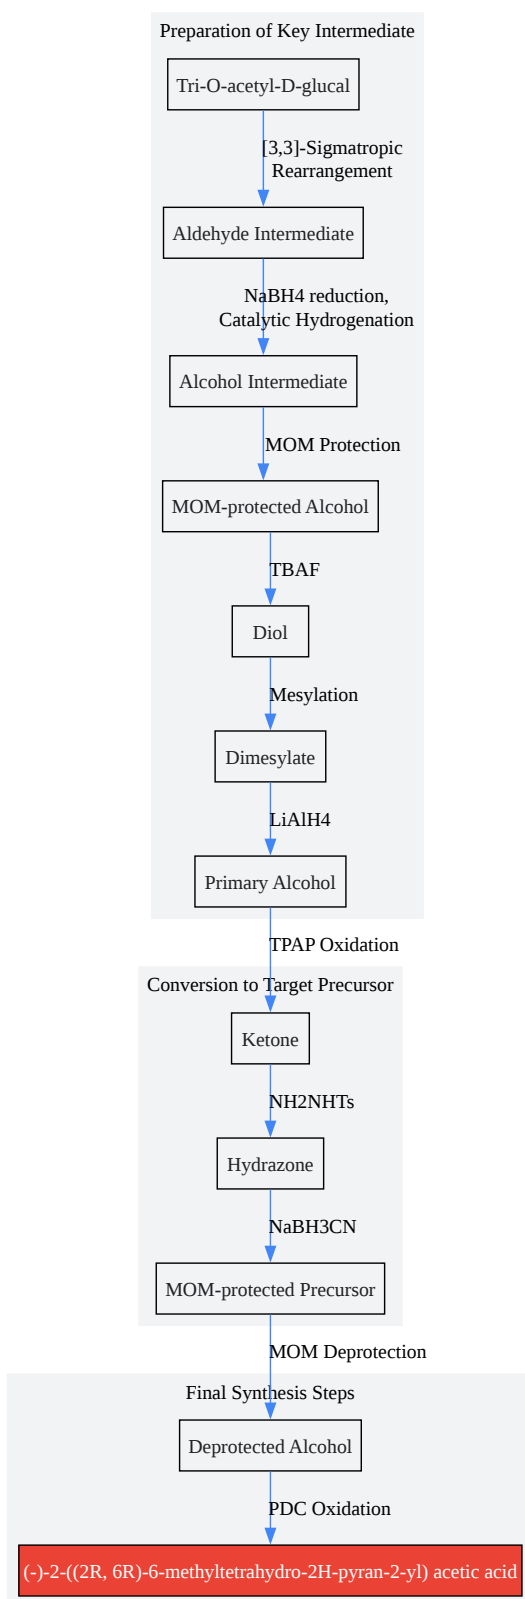 Preparation of Key Intermediate
Tri-O-acetyl-D-glucal
[3,3]-Sigmatropic
Rearrangement
Aldehyde Intermediate
NaBH4 reduction,
Catalytic Hydrogenation
Alcohol Intermediate
MOM Protection
MOM-protected Alcohol
TBAF
Diol
Mesylation
Dimesylate
LiAlH4
Primary Alcohol
TPAP Oxidation
Conversion to Target Precursor
Ketone
NH2NHTs
Hydrazone
NaBH3CN
MOM-protected Precursor
MOM Deprotection
Final Synthesis Steps
Deprotected Alcohol
PDC Oxidation
(-)-2-((2R, 6R)-6-methyltetrahydro-2H-pyran-2-yl) acetic acid